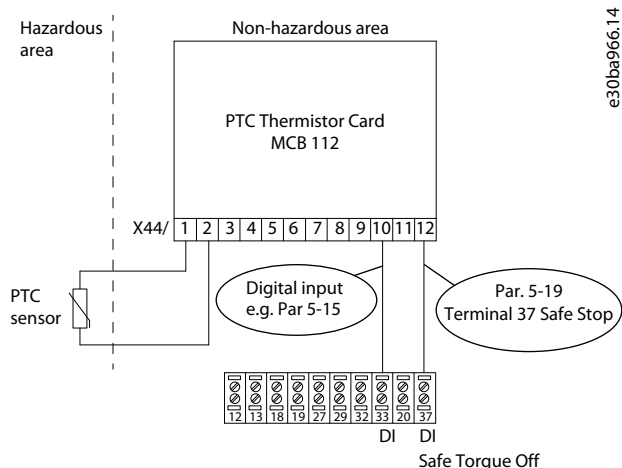 Hazardous
area
Non-hazardous area
e30ba966.14
PTC Thermistor Card
MCB 112
X44/ 1 2 3 4 5 6 7 8 9 10 11 12
PTC
sensor
Digital input
e.g. Par 5-15
Par. 5-19
Terminal 37 Safe Stop
12 13 18 19 27 29 32 33 20 37
DI DI
Safe Torque Off